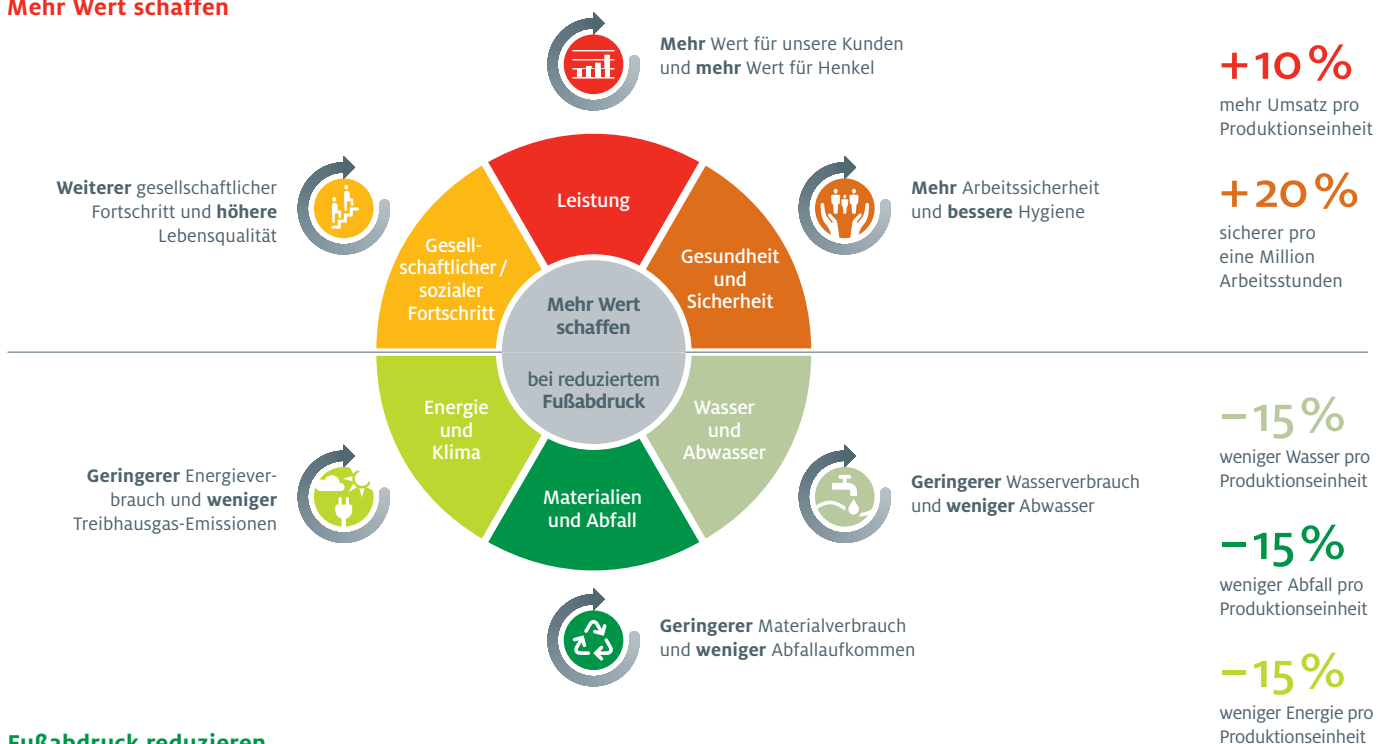 Mehr Wert schaffen
Mehr Wert für unsere Kunden
und mehr Wert für Henkel
+10 %
mehr Umsatz pro
Produktionseinheit
Weiterer gesellschaftlicher
Fortschritt und höhere
Lebensqualität
Leistung
Mehr Arbeitssicherheit
und bessere Hygiene
+20 %
sicherer pro
eine Million
Arbeitsstunden
Gesell-
schaftlicher /
sozialer
Fortschritt
Gesundheit
und
Sicherheit
Mehr Wert
schaffen
bei reduziertem
Fußabdruck
Energie
und
Klima
Wasser
und
Abwasser
–15 %
weniger Wasser pro
Produktionseinheit
Geringerer Energiever-
brauch und weniger
Treibhausgas-Emissionen
Materialien
und Abfall
Geringerer Wasserverbrauch
und weniger Abwasser
–15 %
weniger Abfall pro
Produktionseinheit
Geringerer Materialverbrauch
und weniger Abfallaufkommen
–15 %
weniger Energie pro
Produktionseinheit
Fußabdruck reduzieren